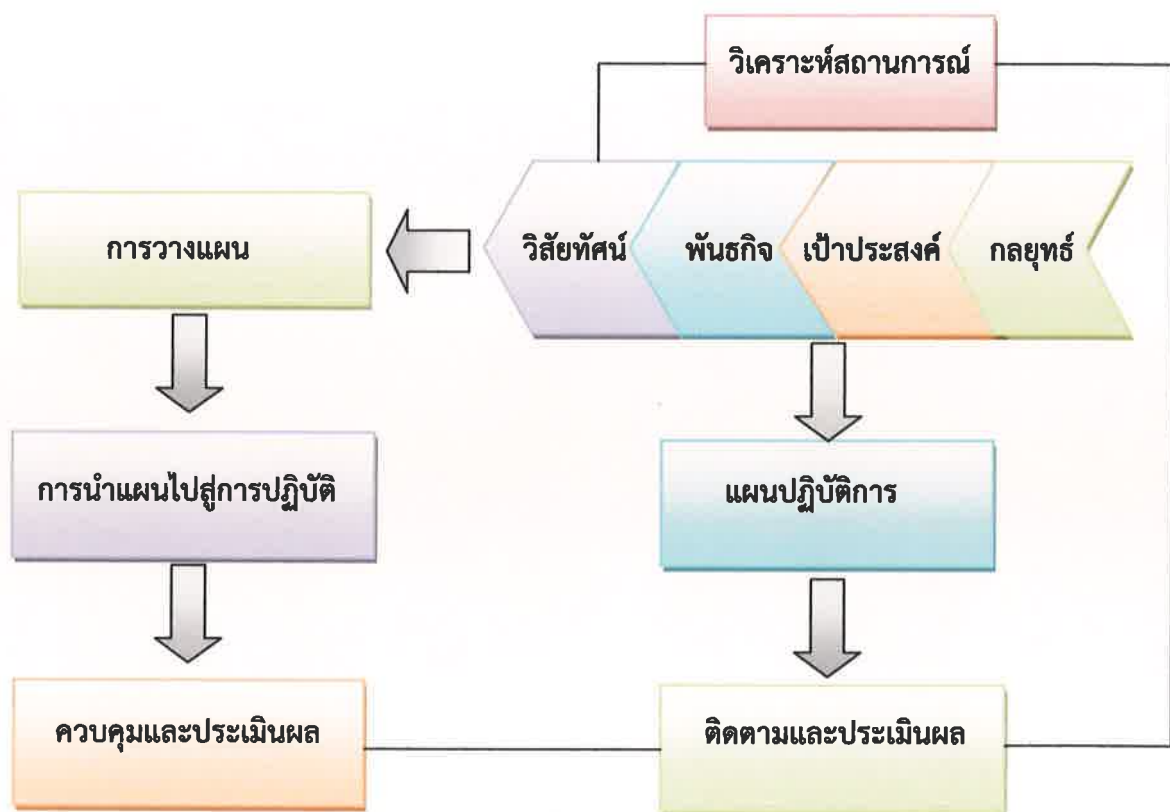 วิเคราะห์สถานการณ์
การวางแผน
วิสัยทัศน์
พันธกิจ
เป้าประสงค์
กลยุทธ์
การนำแผนไปสู่การปฏิบัติ
แผนปฏิบัติการ
ควบคุมและประเมินผล
ติดตามและประเมินผล